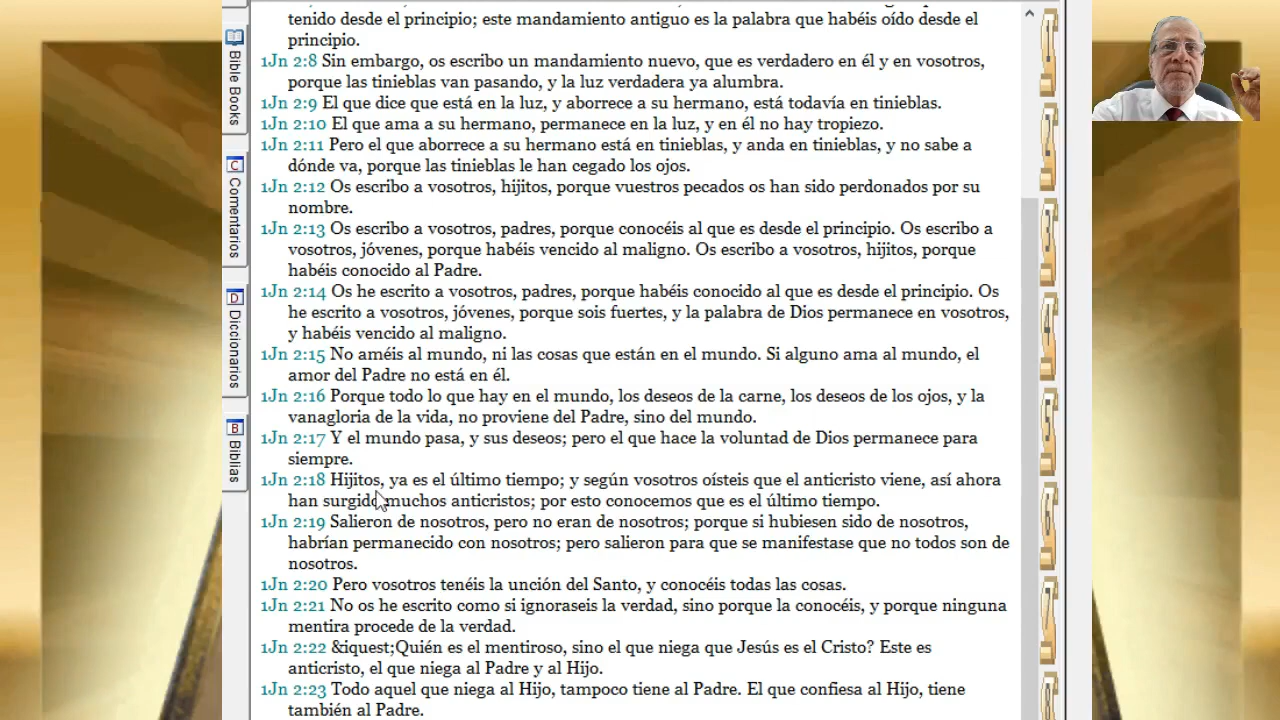 tenido desde el principio; este mandamiento antiguo es la palabra que habéis oído desde el
principio.
1Jn 2:8 Sin embargo, os escribo un mandamiento nuevo, que es verdadero en él y en vosotros,
porque las tinieblas van pasando, y la luz verdadera ya alumbra.
1Jn 2:9 El que dice que está en la luz, y aborrece a su hermano, está todavía en tinieblas.
1Jn 2:10 El que ama a su hermano, permanece en la luz, y en él no hay tropiezo.
1Jn 2:11 Pero el que aborrece a su hermano está en tinieblas, y anda en tinieblas, y no sabe a
dónde va, porque las tinieblas le han cegado los ojos.
1Jn 2:12 Os escribo a vosotros, hijitos, porque vuestros pecados os han sido perdonados por su
nombre.
1Jn 2:13 Os escribo a vosotros, padres, porque conocéis al que es desde el principio. Os escribo a
vosotros, jóvenes, porque habéis vencido al maligno. Os escribo a vosotros, hijitos, porque
habéis conocido al Padre.
1Jn 2:14 Os he escrito a vosotros, padres, porque habéis conocido al que es desde el principio. Os
he escrito a vosotros, jóvenes, porque sois fuertes, y la palabra de Dios permanece en vosotros,
y habéis vencido al maligno.
1Jn 2:15 No améis al mundo, ni las cosas que están en el mundo. Si alguno ama al mundo, el
amor del Padre no está en él.
1Jn 2:16 Porque todo lo que hay en el mundo, los deseos de la carne, los deseos de los ojos, y la
vanagloria de la vida, no proviene del Padre, sino del mundo.
1Jn 2:17 Y el mundo pasa, y sus deseos; pero el que hace la voluntad de Dios permanece para
siempre.
1Jn 2:18 Hijitos, ya es el último tiempo; y según vosotros oísteis que el anticristo viene, así ahora
han surgido muchos anticristos; por esto conocemos que es el último tiempo.
1Jn 2:19 Salieron de nosotros, pero no eran de nosotros; porque si hubiesen sido de nosotros,
habrían permanecido con nosotros; pero salieron para que se manifestase que no todos son de
nosotros.
1Jn 2:20 Pero vosotros tenéis la unción del Santo, y conocéis todas las cosas.
1Jn 2:21 No os he escrito como si ignoraseis la verdad, sino porque la conocéis, y porque ninguna
mentira procede de la verdad.
1Jn 2:22 &iquest;Quién es el mentiroso, sino el que niega que Jesús es el Cristo? Este es
anticristo, el que niega al Padre y al Hijo.
1Jn 2:23 Todo aquel que niega al Hijo, tampoco tiene al Padre. El que confiesa al Hijo, tiene
también al Padre.
Bible Books
C Comentarios
D Diccionarios
B Biblias
1
2
3
4
5
6
7
8